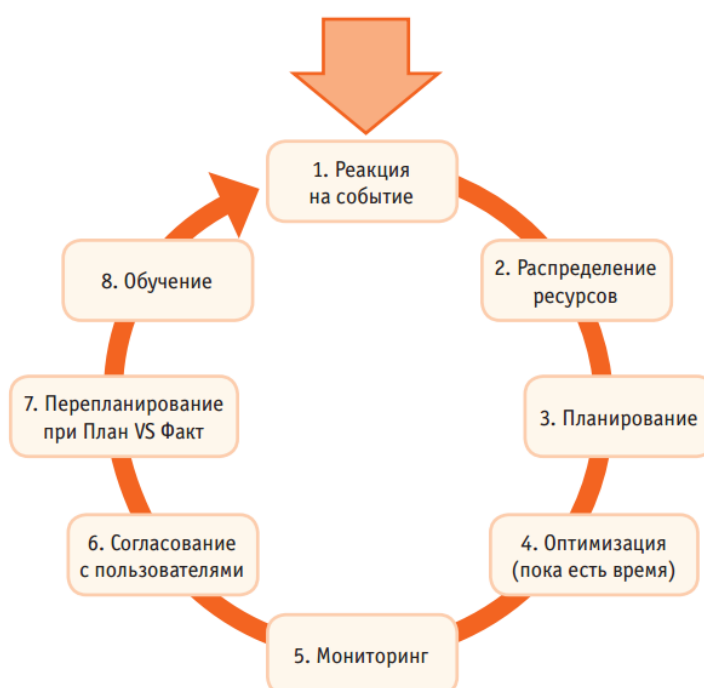 1. Реакция
на событие
2. Распределение
ресурсов
3. Планирование
4. Оптимизация
(пока есть время)
5. Мониторинг
6. Согласование
с пользователями
7. Перепланирование
при План VS Факт
8. Обучение